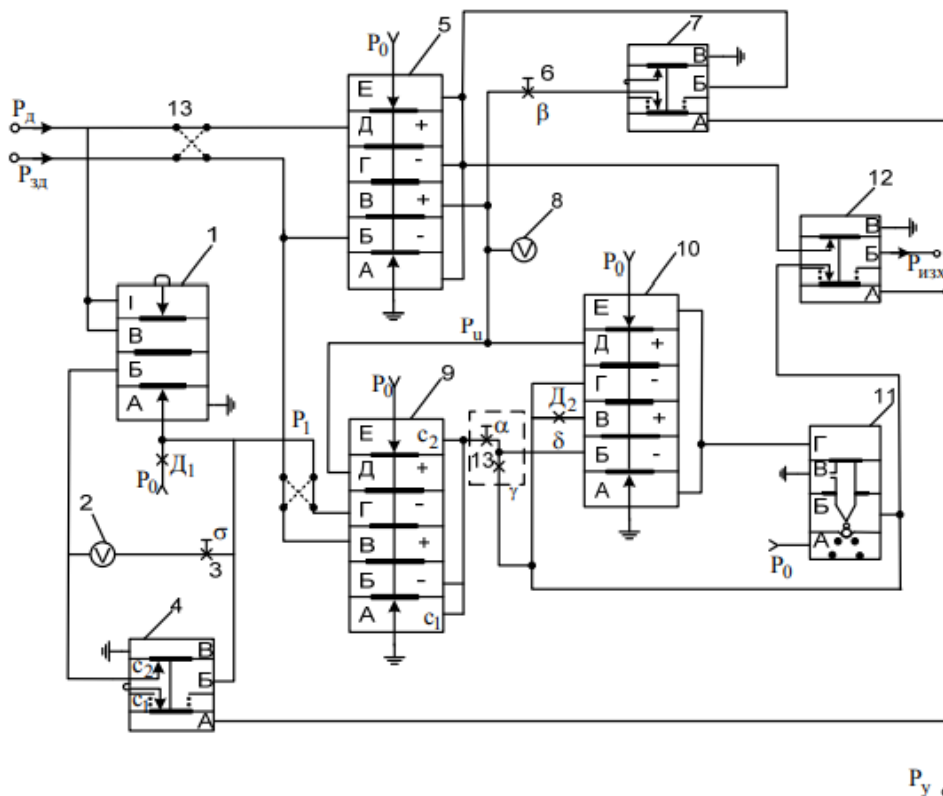 5
7
P₀
В
Б
А
6
β
Е
Д +
Г -
В +
Б -
А
Pд
13
Pзд
8
V
12
В
Б
А
Pизх
1
I
В
Б
А
P₀
10
Е
Д +
Г -
В +
Б -
А
Pu
P₀
9
Е c₂
Д +
Г -
В +
Б -
А c₁
P₁
α
13
γ
Д₂
δ
11
Г
В
Б
А
P₀
Д₁
P₀
2
V
σ
3
4
В
c₂
Б
c₁
А
Pу